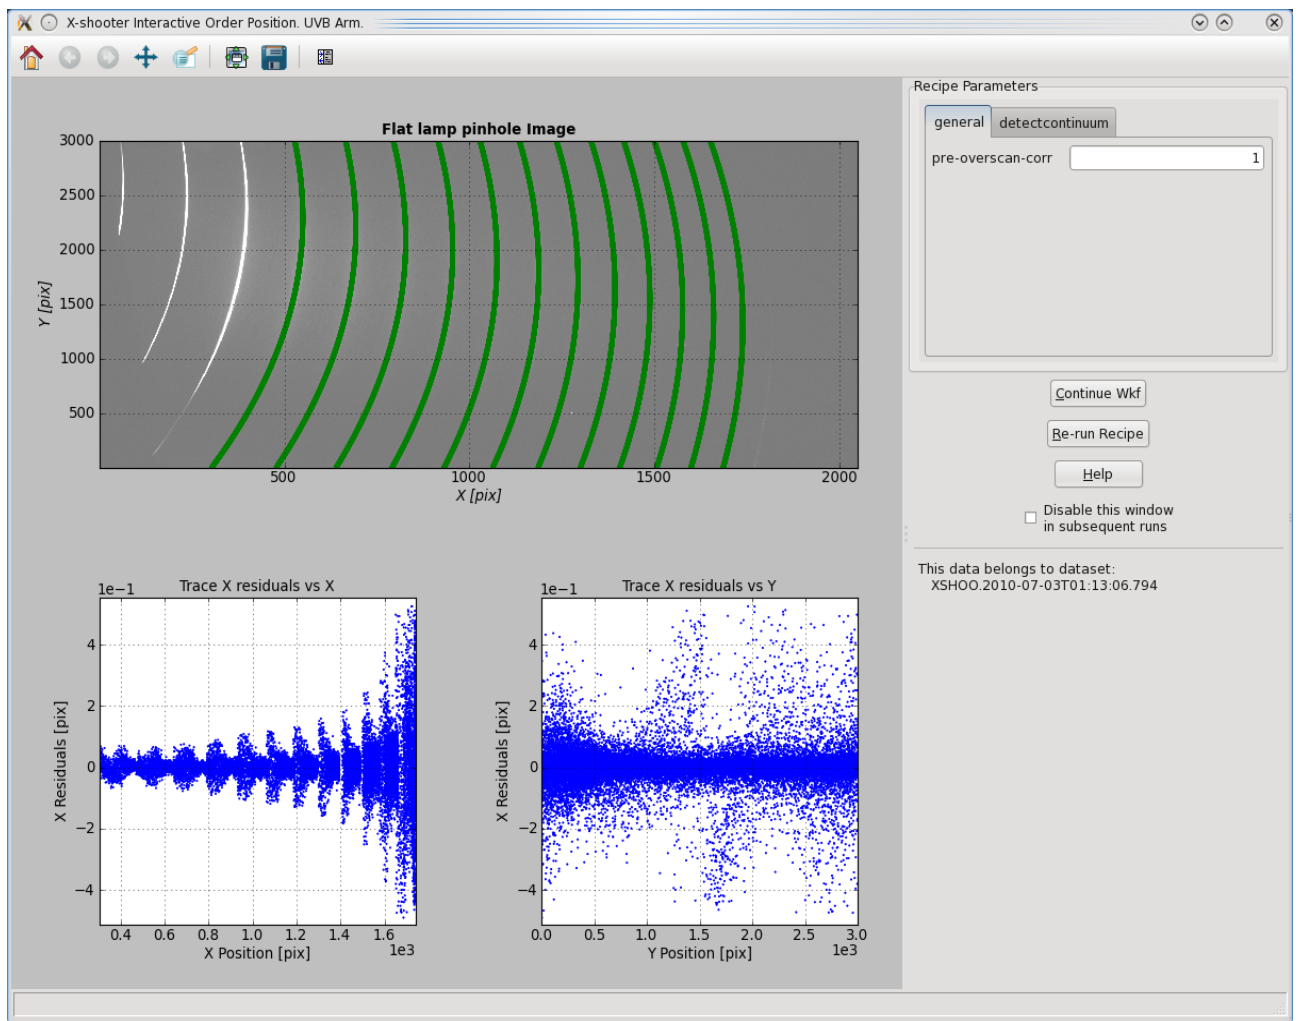 X-shooter Interactive Order Position. UVB Arm.
Recipe Parameters
general detectcontinuum
pre-overscan-corr 1
Flat lamp pinhole Image
3000
2500
2000
1500
1000
500
Y [pix]
500 1000 1500 2000
X [pix]
Continue Wkf
Re-run Recipe
Help
Disable this window
in subsequent runs
This data belongs to dataset:
XSHOO.2010-07-03T01:13:06.794
1e−1 Trace X residuals vs X
4
2
0
−2
−4
X Residuals [pix]
0.4 0.6 0.8 1.0 1.2 1.4 1.6
1e3
X Position [pix]
1e−1 Trace X residuals vs Y
4
2
0
−2
−4
X Residuals [pix]
0.0 0.5 1.0 1.5 2.0 2.5 3.0
1e3
Y Position [pix]